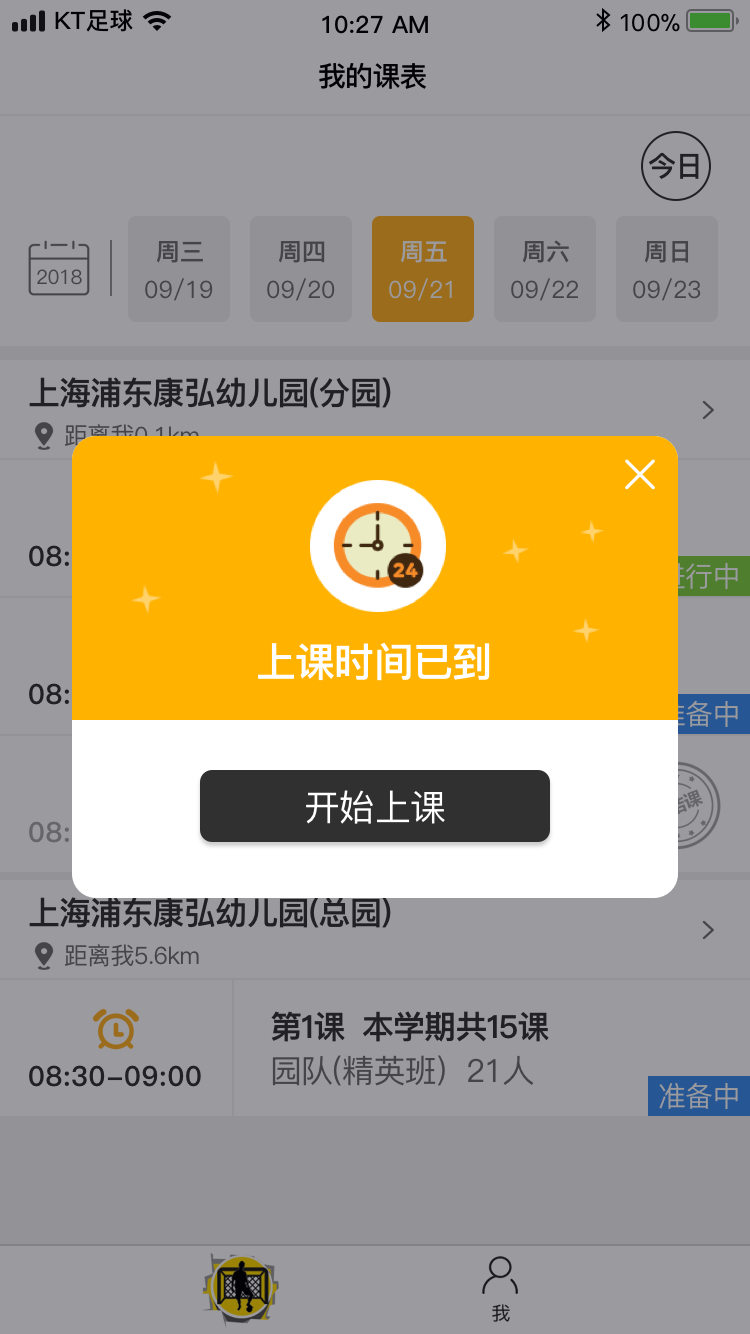 KT足球
10:27 AM
100%
我的课表
今日
2018
周三
09/19
周四
09/20
周五
09/21
周六
09/22
周日
09/23
上海浦东康弘幼儿园(分园)
距离我0.1km
24
上课时间已到
开始上课
08:
进行中
08:
准备中
08:
结课
上海浦东康弘幼儿园(总园)
距离我5.6km
08:30-09:00
第1课 本学期共15课
园队(精英班) 21人
准备中
我